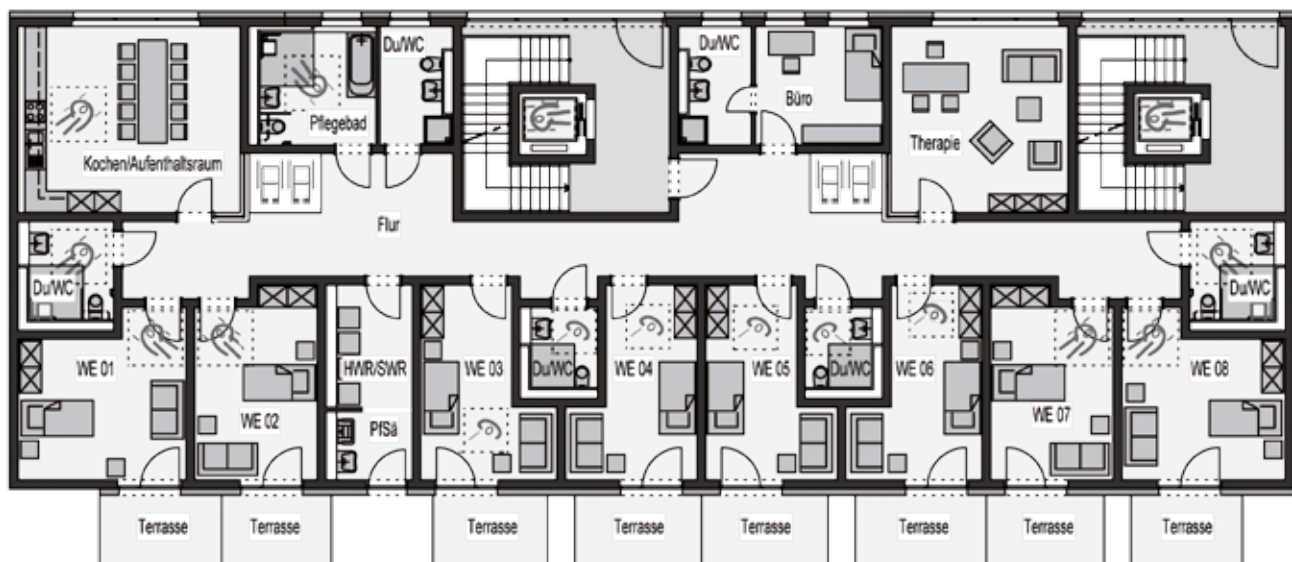 Du/WC
Du/WC
Pflegebad
Büro
Kochen/Aufenthaltsraum
Therapie
Flur
Du/WC
Du/WC
WE 01
HWR/SWR
WE 03
Du/WC
WE 04
WE 05
Du/WC
WE 06
WE 08
WE 02
PfSä
WE 07
Terrasse
Terrasse
Terrasse
Terrasse
Terrasse
Terrasse
Terrasse
Terrasse